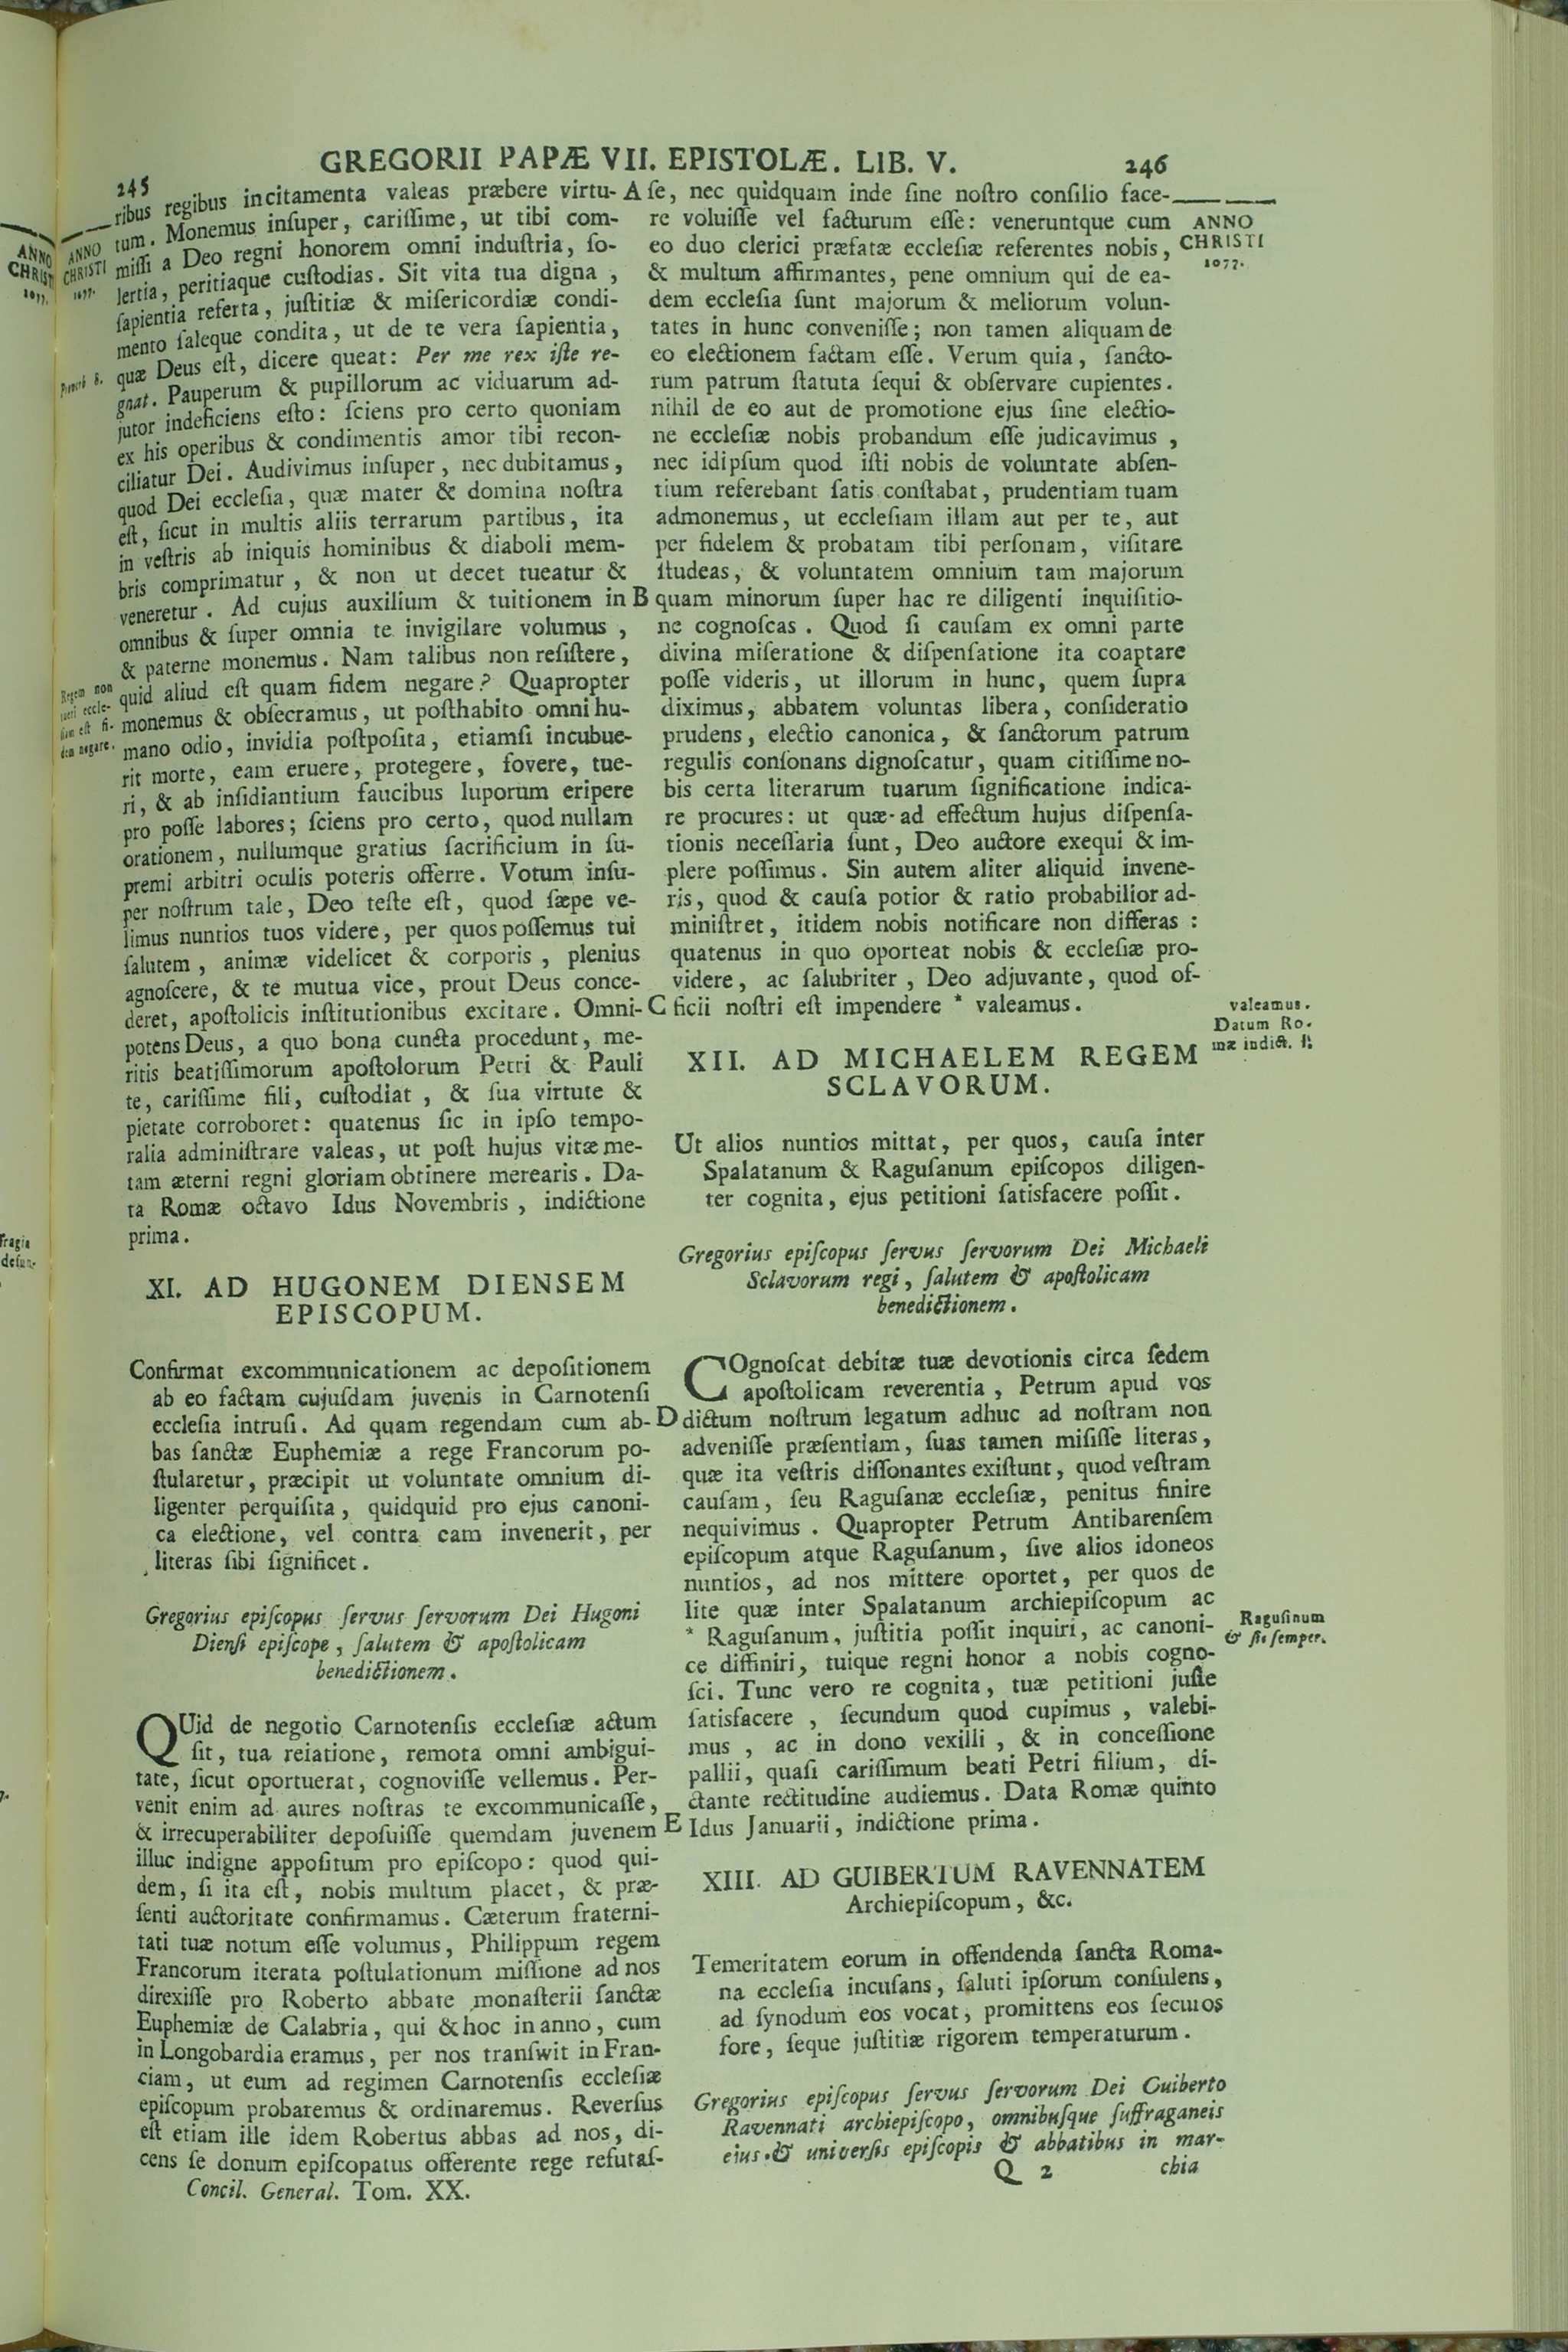 GREGORII PAPÆ VII. EPISTOLÆ. LIB. V.
245
246
ribus regibus incitamenta valeas præbere virtu-
tum. Monemus inſuper, cariſſime, ut tibi com-
miſſi a Deo regni honorem omni induſtria, ſo-
lertia, peritiaque cuſtodias. Sit vita tua digna,
ſapientia referta, juſtitiæ & miſericordiæ condi-
mento ſaleque condita, ut de te vera ſapientia,
quæ Deus eſt, dicere queat: Per me rex iſte re-
gnat. Pauperum & pupillorum ac viduarum ad-
jutor indeficiens eſto: ſciens pro certo quoniam
ex his operibus & condimentis amor tibi recon-
ciliatur Dei. Audivimus inſuper, nec dubitamus,
quod Dei eccleſia, quæ mater & domina noſtra
eſt, ſicut in multis aliis terrarum partibus, ita
in veſtris ab iniquis hominibus & diaboli mem-
bris comprimatur, & non ut decet tueatur &
veneretur. Ad cujus auxilium & tuitionem in
omnibus & ſuper omnia te invigilare volumus,
& paterne monemus. Nam talibus non reſiſtere,
quid aliud eſt quam fidem negare? Quapropter
monemus & obſecramus, ut poſthabito omni hu-
mano odio, invidia poſtpoſita, etiamſi incubue-
rit morte, eam eruere, protegere, fovere, tue-
ri, & ab inſidiantium faucibus luporum eripere
pro poſſe labores; ſciens pro certo, quod nullam
orationem, nullumque gratius ſacrificium in ſu-
premi arbitri oculis poteris offerre. Votum inſu-
per noſtrum tale, Deo teſte eſt, quod ſæpe ve-
limus nuntios tuos videre, per quos poſſemus tui
ſalutem, animæ videlicet & corporis, plenius
agnoſcere, & te mutua vice, prout Deus conce-
deret, apoſtolicis inſtitutionibus excitare. Omni-
potens Deus, a quo bona cuncta procedunt, me-
ritis beatiſſimorum apoſtolorum Petri & Pauli
te, cariſſime fili, cuſtodiat, & ſua virtute &
pietate corroboret: quatenus ſic in ipſo tempo-
ralia adminiſtrare valeas, ut poſt hujus vitæ me-
tam æterni regni gloriam obtinere merearis. Da-
ta Romæ octavo Idus Novembris, indictione
prima.
XI. AD HUGONEM DIENSEM
EPISCOPUM.
Confirmat excommunicationem ac depoſitionem
ab eo factam cujuſdam juvenis in Carnotenſi
eccleſia intruſi. Ad quam regendam cum ab-
bas ſanctæ Euphemiæ a rege Francorum po-
ſtularetur, præcipit ut voluntate omnium di-
ligenter perquiſita, quidquid pro ejus canoni-
ca electione, vel contra eam invenerit, per
literas ſibi ſignificet.
Gregorius epiſcopus ſervus ſervorum Dei Hugoni
Dienſi epiſcope, ſalutem & apoſtolicam
benedictionem.
QUid de negotio Carnotenſis eccleſiæ actum
ſit, tua reiatione, remota omni ambigui-
tate, ſicut oportuerat, cognoviſſe vellemus. Per-
venit enim ad aures noſtras te excommunicaſſe,
& irrecuperabiliter depoſuiſſe quemdam juvenem
illuc indigne appoſitum pro epiſcopo: quod qui-
dem, ſi ita eſt, nobis multum placet, & præ-
ſenti auctoritate confirmamus. Cæterum fraterni-
tati tuæ notum eſſe volumus, Philippum regem
Francorum iterata poſtulationum miſſione ad nos
direxiſſe pro Roberto abbate monaſterii ſanctæ
Euphemiæ de Calabria, qui & hoc in anno, cum
in Longobardia eramus, per nos tranſwit in Fran-
ciam, ut eum ad regimen Carnotenſis eccleſiæ
epiſcopum probaremus & ordinaremus. Reverſus
eſt etiam ille idem Robertus abbas ad nos, di-
cens ſe donum epiſcopatus offerente rege refutaſ-
Concil. General. Tom. XX.
ANNO
CHRISTI
1077.
Proverb 8.
Regem non
tueri eccle-
ſiam eſt fi-
dem negare.
A
B
C
D
E
ſe, nec quidquam inde ſine noſtro conſilio face-
re voluiſſe vel facturum eſſe: veneruntque cum
eo duo clerici præfatæ eccleſiæ referentes nobis,
& multum affirmantes, pene omnium qui de ea-
dem eccleſia ſunt majorum & meliorum volun-
tates in hunc conveniſſe; non tamen aliquam de
eo electionem factam eſſe. Verum quia, ſancto-
rum patrum ſtatuta ſequi & obſervare cupientes.
nihil de eo aut de promotione ejus ſine electio-
ne eccleſiæ nobis probandum eſſe judicavimus,
nec idipſum quod iſti nobis de voluntate abſen-
tium referebant ſatis conſtabat, prudentiam tuam
admonemus, ut eccleſiam illam aut per te, aut
per fidelem & probatam tibi perſonam, viſitare
ſtudeas, & voluntatem omnium tam majorum
quam minorum ſuper hac re diligenti inquiſitio-
ne cognoſcas. Quod ſi cauſam ex omni parte
divina miſeratione & diſpenſatione ita coaptare
poſſe videris, ut illorum in hunc, quem ſupra
diximus, abbatem voluntas libera, conſideratio
prudens, electio canonica, & ſanctorum patrum
regulis conſonans dignoſcatur, quam citiſſime no-
bis certa literarum tuarum ſignificatione indica-
re procures: ut quæ-ad effectum hujus diſpenſa-
tionis neceſſaria ſunt, Deo auctore exequi & im-
plere poſſimus. Sin autem aliter aliquid invene-
ris, quod & cauſa potior & ratio probabilior ad-
miniſtret, itidem nobis notificare non differas:
quatenus in quo oporteat nobis & eccleſiæ pro-
videre, ac ſalubriter, Deo adjuvante, quod of-
ficii noſtri eſt impendere * valeamus.
XII. AD MICHAELEM REGEM
SCLAVORUM.
Ut alios nuntios mittat, per quos, cauſa inter
Spalatanum & Raguſanum epiſcopos diligen-
ter cognita, ejus petitioni ſatisfacere poſſit.
Gregorius epiſcopus ſervus ſervorum Dei Michaeli
Sclavorum regi, ſalutem & apoſtolicam
benedictionem.
COgnoſcat debitæ tuæ devotionis circa ſedem
apoſtolicam reverentia, Petrum apud vos
dictum noſtrum legatum adhuc ad noſtram non
adveniſſe præſentiam, ſuas tamen miſiſſe literas,
quæ ita veſtris diſſonantes exiſtunt, quod veſtram
cauſam, ſeu Raguſanæ eccleſiæ, penitus finire
nequivimus. Quapropter Petrum Antibarenſem
epiſcopum atque Raguſanum, ſive alios idoneos
nuntios, ad nos mittere oportet, per quos de
lite quæ inter Spalatanum archiepiſcopum ac
* Raguſanum, juſtitia poſſit inquiri, ac canoni-
ce diffiniri, tuique regni honor a nobis cogno-
ſci. Tunc vero re cognita, tuæ petitioni juſte
ſatisfacere, ſecundum quod cupimus, valebi-
mus, ac in dono vexilli, & in conceſſione
pallii, quaſi cariſſimum beati Petri filium, di-
ctante rectitudine audiemus. Data Romæ quinto
Idus Januarii, indictione prima.
XIII. AD GUIBERTUM RAVENNATEM
Archiepiſcopum, &c.
Temeritatem eorum in offendenda ſancta Roma-
na eccleſia incuſans, ſaluti ipſorum conſulens,
ad ſynodum eos vocat, promittens eos ſecuros
fore, ſeque juſtitiæ rigorem temperaturum.
Gregorius epiſcopus ſervus ſervorum Dei Guiberto
Ravennati archiepiſcopo, omnibuſque ſuffraganeis
eius. & univerſis epiſcopis & abbatibus in mar-
Q 2
chia
ANNO
CHRISTI
1077.
valeamus.
Datum Ro-
mæ indict. 1.
Raguſinum
& ſic ſemper.
ANNO
CHRISTI
1077.